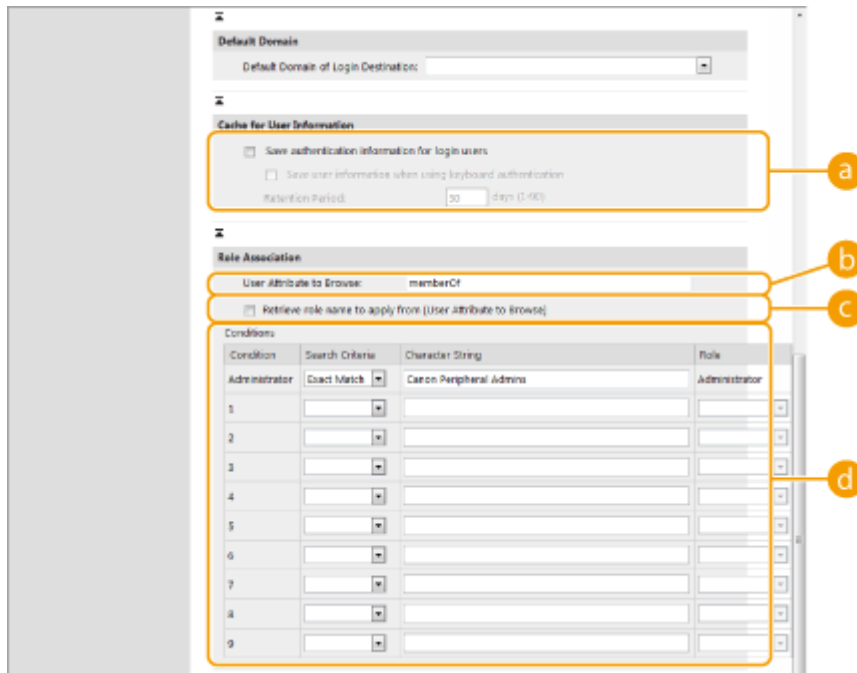 Default Domain
Default Domain of Login Destination:
Cache for User Information
Save authentication information for login users
a
Save user information when using keyboard authentication
Retention Period: 30 days (1-90)
Role Association
b
User Attribute to Browse: memberOf
Retrieve role name to apply from [User Attribute to Browse]
c
Conditions
Condition Search Criteria Character String Role
Administrator Exact Match Canon Peripheral Admins Administrator
1
2
3
4
d
5
6
7
8
9